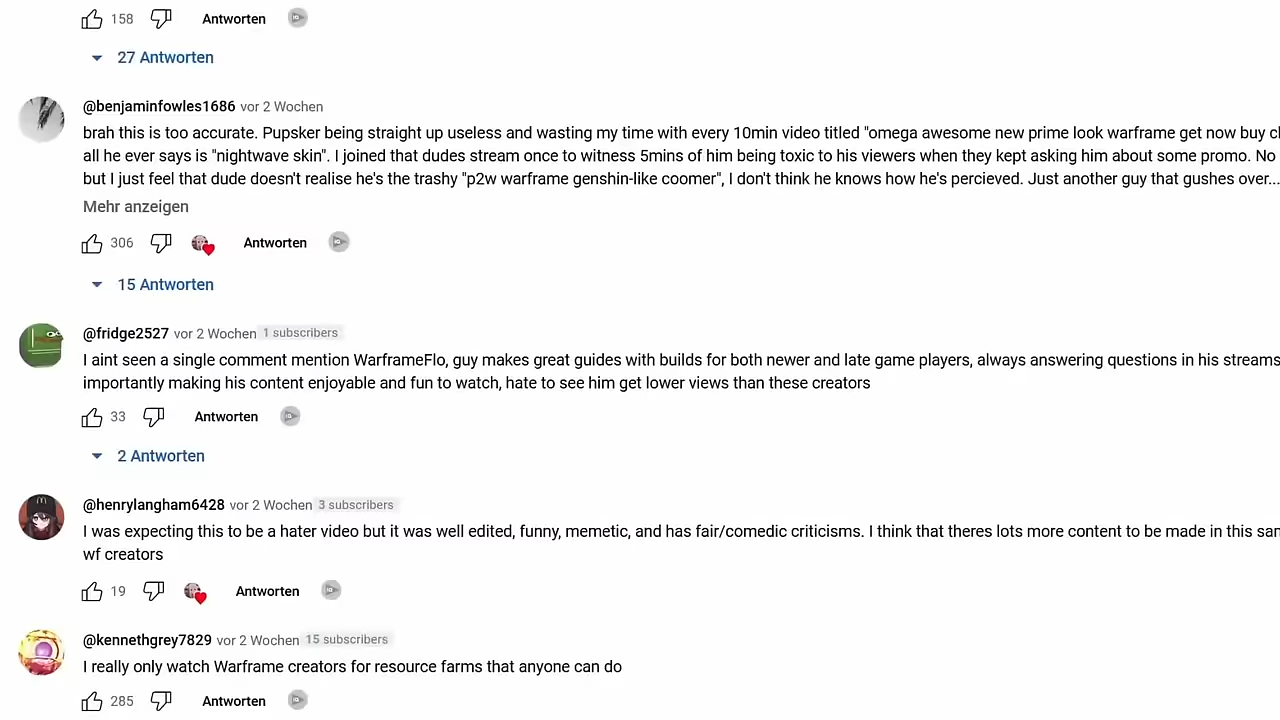 158 Antworten
27 Antworten
@benjaminfowles1686 vor 2 Wochen
brah this is too accurate. Pupsker being straight up useless and wasting my time with every 10min video titled "omega awesome new prime look warframe get now buy
all he ever says is "nightwave skin". I joined that dudes stream once to witness 5mins of him being toxic to his viewers when they kept asking him about some promo. No
but I just feel that dude doesn't realise he's the trashy "p2w warframe genshin-like coomer", I don't think he knows how he's percieved. Just another guy that gushes over...
Mehr anzeigen
306 Antworten
15 Antworten
@fridge2527 vor 2 Wochen 1 subscribers
I aint seen a single comment mention WarframeFlo, guy makes great guides with builds for both newer and late game players, always answering questions in his streams
importantly making his content enjoyable and fun to watch, hate to see him get lower views than these creators
33 Antworten
2 Antworten
@henrylangham6428 vor 2 Wochen 3 subscribers
I was expecting this to be a hater video but it was well edited, funny, memetic, and has fair/comedic criticisms. I think that theres lots more content to be made in this
wf creators
19 Antworten
@kennethgrey7829 vor 2 Wochen 15 subscribers
I really only watch Warframe creators for resource farms that anyone can do
285 Antworten